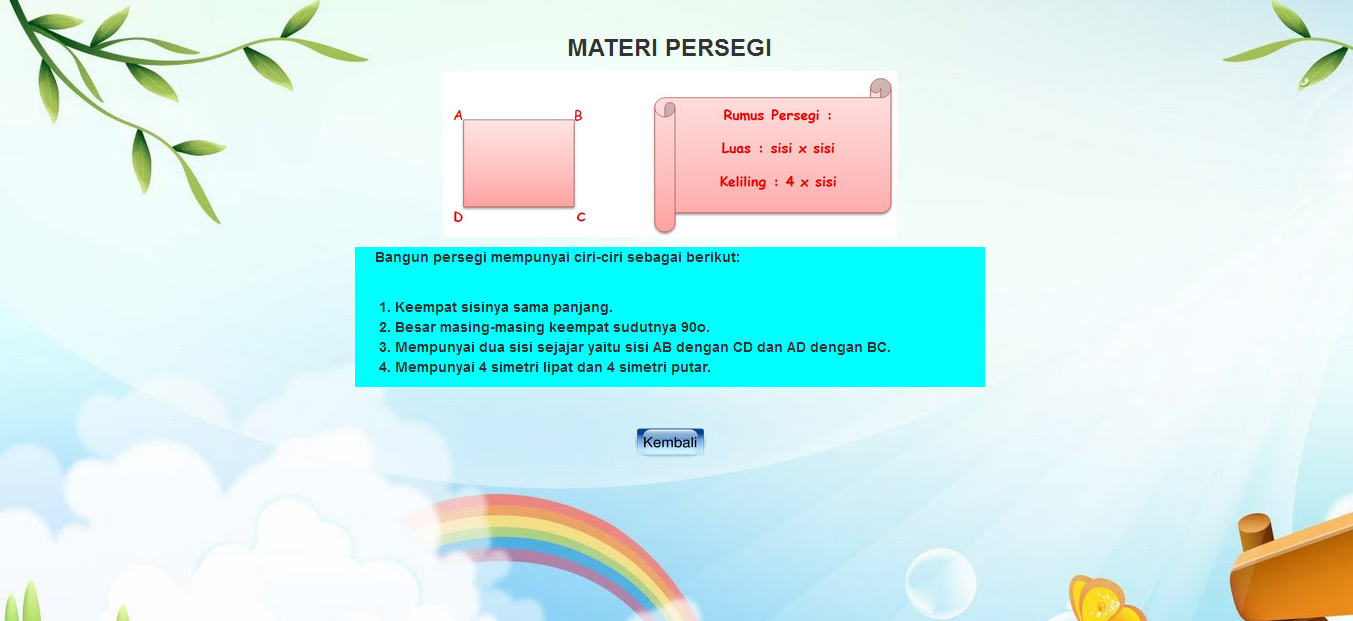 MATERI PERSEGI
A
B
D
C
Rumus Persegi :
Luas : sisi x sisi
Keliling : 4 x sisi
Bangun persegi mempunyai ciri-ciri sebagai berikut:
1. Keempat sisinya sama panjang.
2. Besar masing-masing keempat sudutnya 90o.
3. Mempunyai dua sisi sejajar yaitu sisi AB dengan CD dan AD dengan BC.
4. Mempunyai 4 simetri lipat dan 4 simetri putar.
Kembali